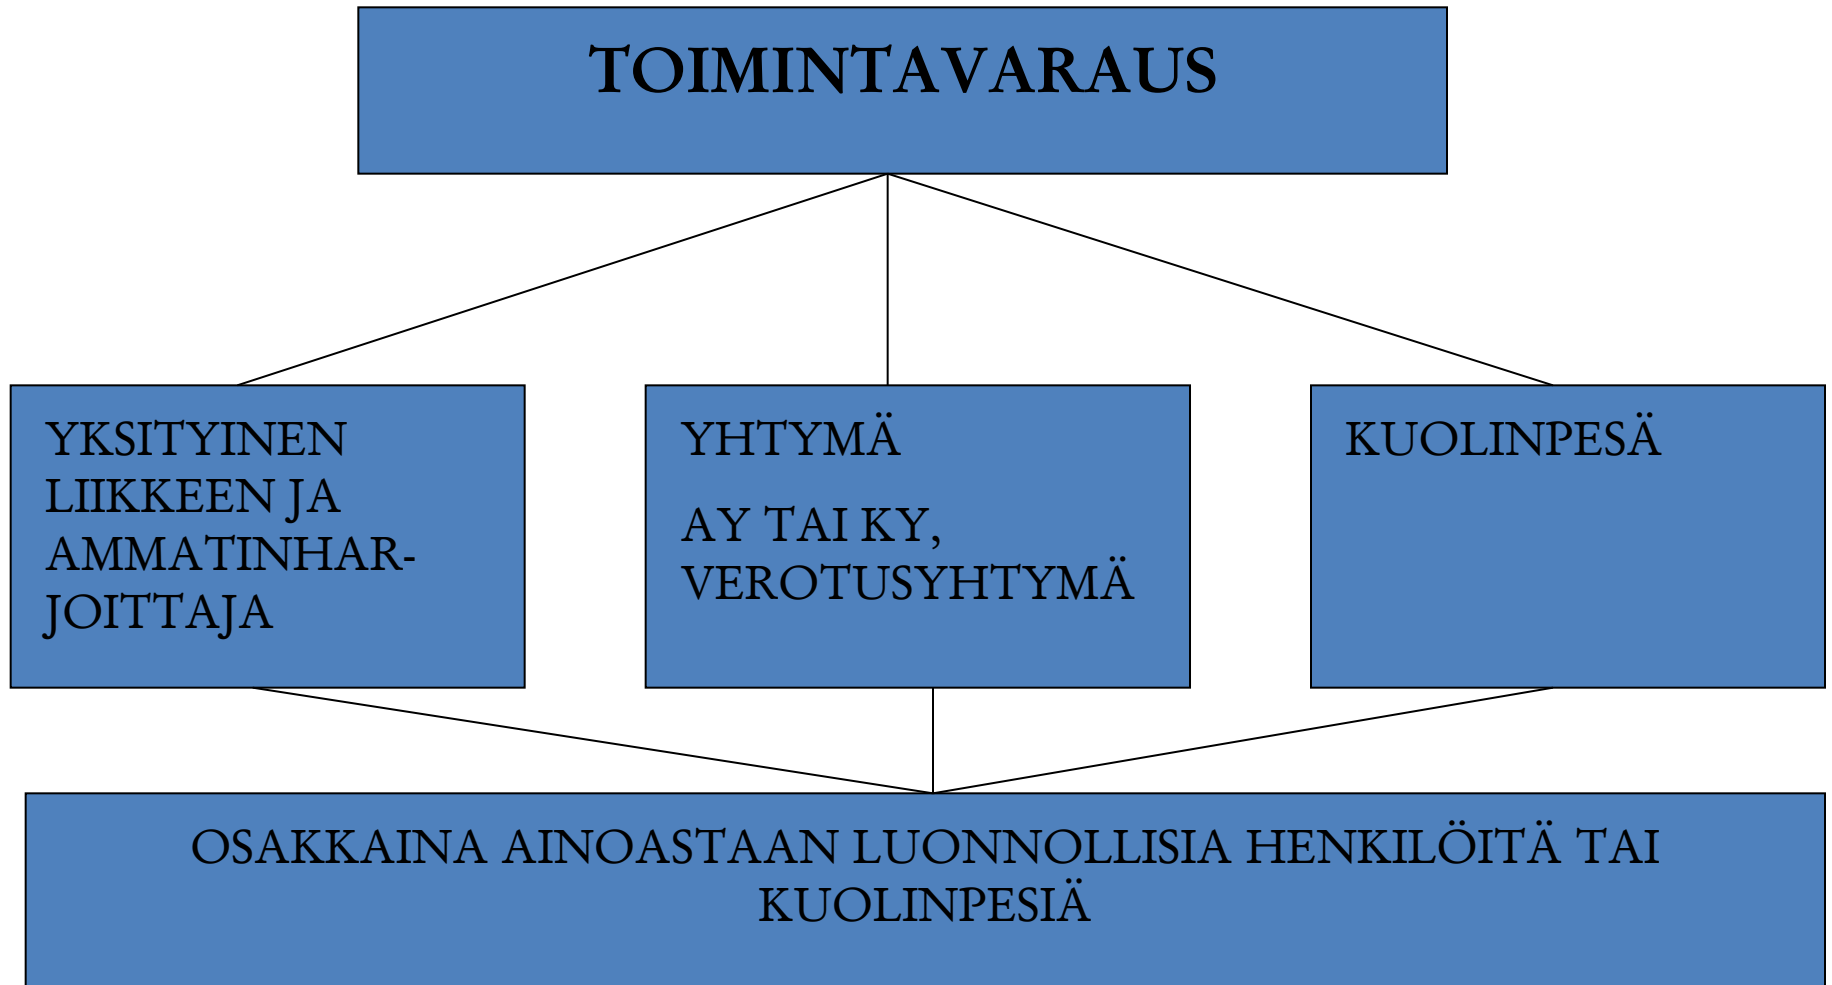 TOIMINTAVARAUS
YKSITYINEN
LIIKKEEN JA
AMMATINHAR-
JOITTAJA
YHTYMÄ
AY TAI KY,
VEROTUSYHTYMÄ
KUOLINPESÄ
OSAKKAINA AINOASTAAN LUONNOLLISIA HENKILÖITÄ TAI
KUOLINPESIÄ